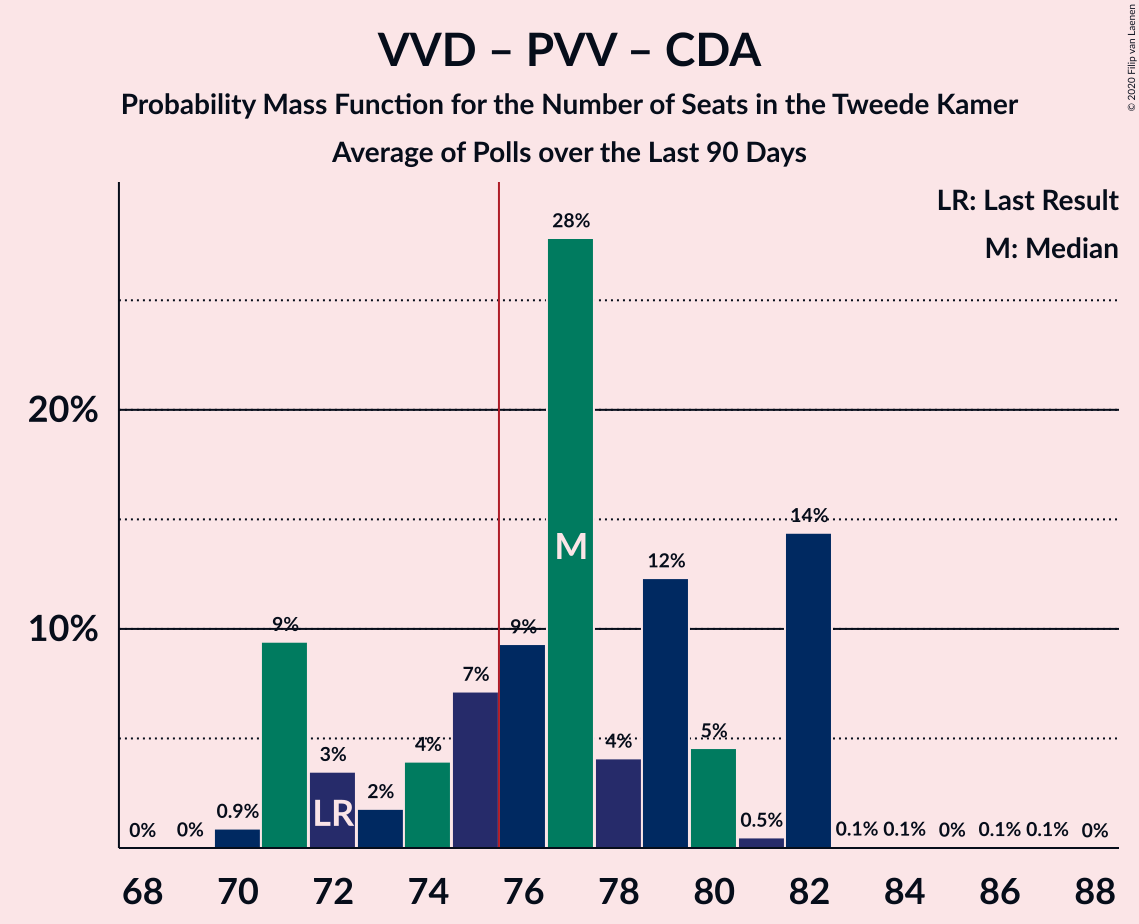 VVD – PVV – CDA
Probability Mass Function for the Number of Seats in the Tweede Kamer
Average of Polls over the Last 90 Days
© 2020 Filip van Laenen
LR: Last Result
M: Median
20%
10%
0%
0%
0.9%
9%
3%
2%
4%
7%
9%
28%
4%
12%
5%
0.5%
14%
0.1%
0.1%
0%
0.1%
0.1%
0%
LR
M
68 70 72 74 76 78 80 82 84 86 88